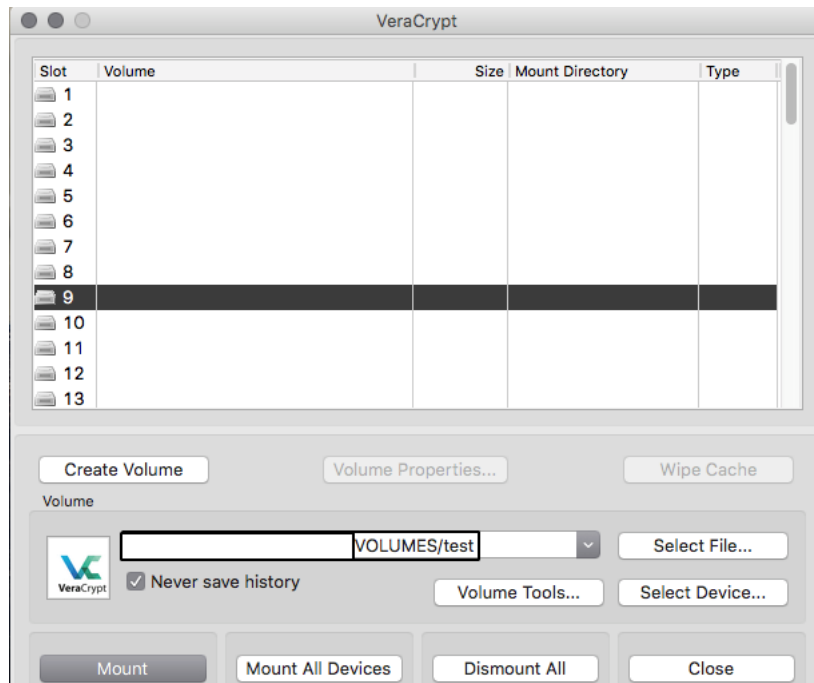 VeraCrypt
Slot Volume Size Mount Directory Type
1
2
3
4
5
6
7
8
9
10
11
12
13
Create Volume Volume Properties... Wipe Cache
Volume
VOLUMES/test Select File...
VeraCrypt Never save history Volume Tools... Select Device...
Mount Mount All Devices Dismount All Close